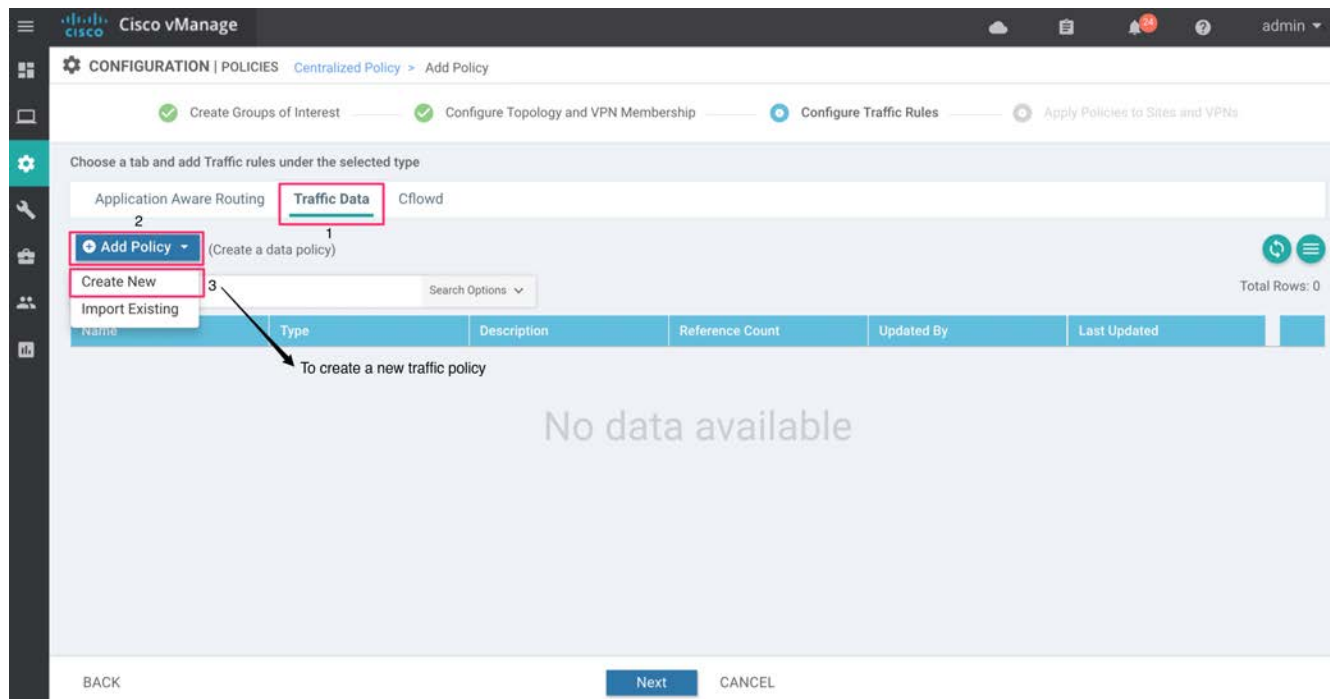 cisco Cisco vManage 24 admin
CONFIGURATION | POLICIES Centralized Policy > Add Policy
Create Groups of Interest Configure Topology and VPN Membership Configure Traffic Rules Apply Policies to Sites and VPNs
Choose a tab and add Traffic rules under the selected type
Application Aware Routing Traffic Data Cflowd
2 1
Add Policy (Create a data policy)
Create New 3 Search Options Total Rows: 0
Import Existing
Name Type Description Reference Count Updated By Last Updated
To create a new traffic policy
No data available
BACK Next CANCEL